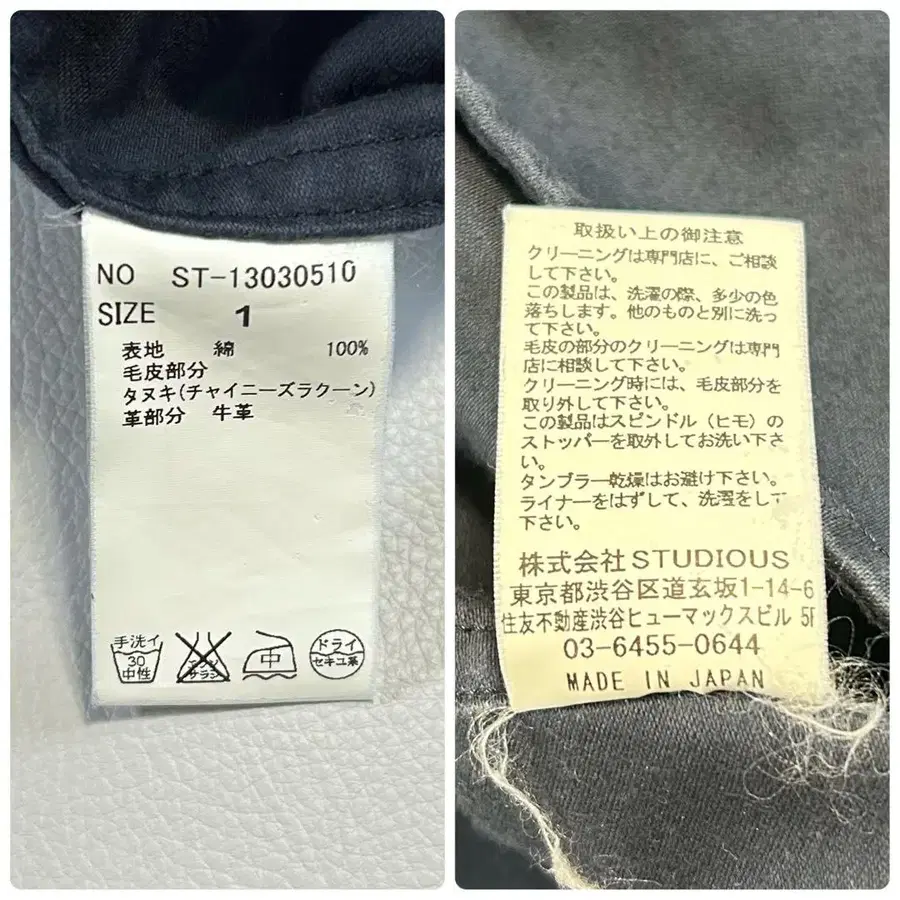 NO ST-13030510
SIZE 1
表地 綿 100%
毛皮部分
タヌキ(チャイニーズラクーン)
革部分 牛革
手洗イ
30
中性
エンソ
サラシ
中
ドライ
セキユ系
取扱い上の御注意
クリーニングは専門店に、ご相談
して下さい。
この製品は、洗濯の際、多少の色
落ちします。他のものと別に洗っ
て下さい。
毛皮の部分のクリーニングは専門
店に相談して下さい。
クリーニング時には、毛皮部分を
取り外して下さい。
この製品はスピンドル（ヒモ）の
ストッパーを取外してお洗い下さ
い。
タンブラー乾燥はお避け下さい。
ライナーをはずして、洗濯をして
下さい。
株式会社 STUDIOUS
東京都渋谷区道玄坂1-14-6
住友不動産渋谷ヒューマックスビル 5F
03-6455-0644
MADE IN JAPAN